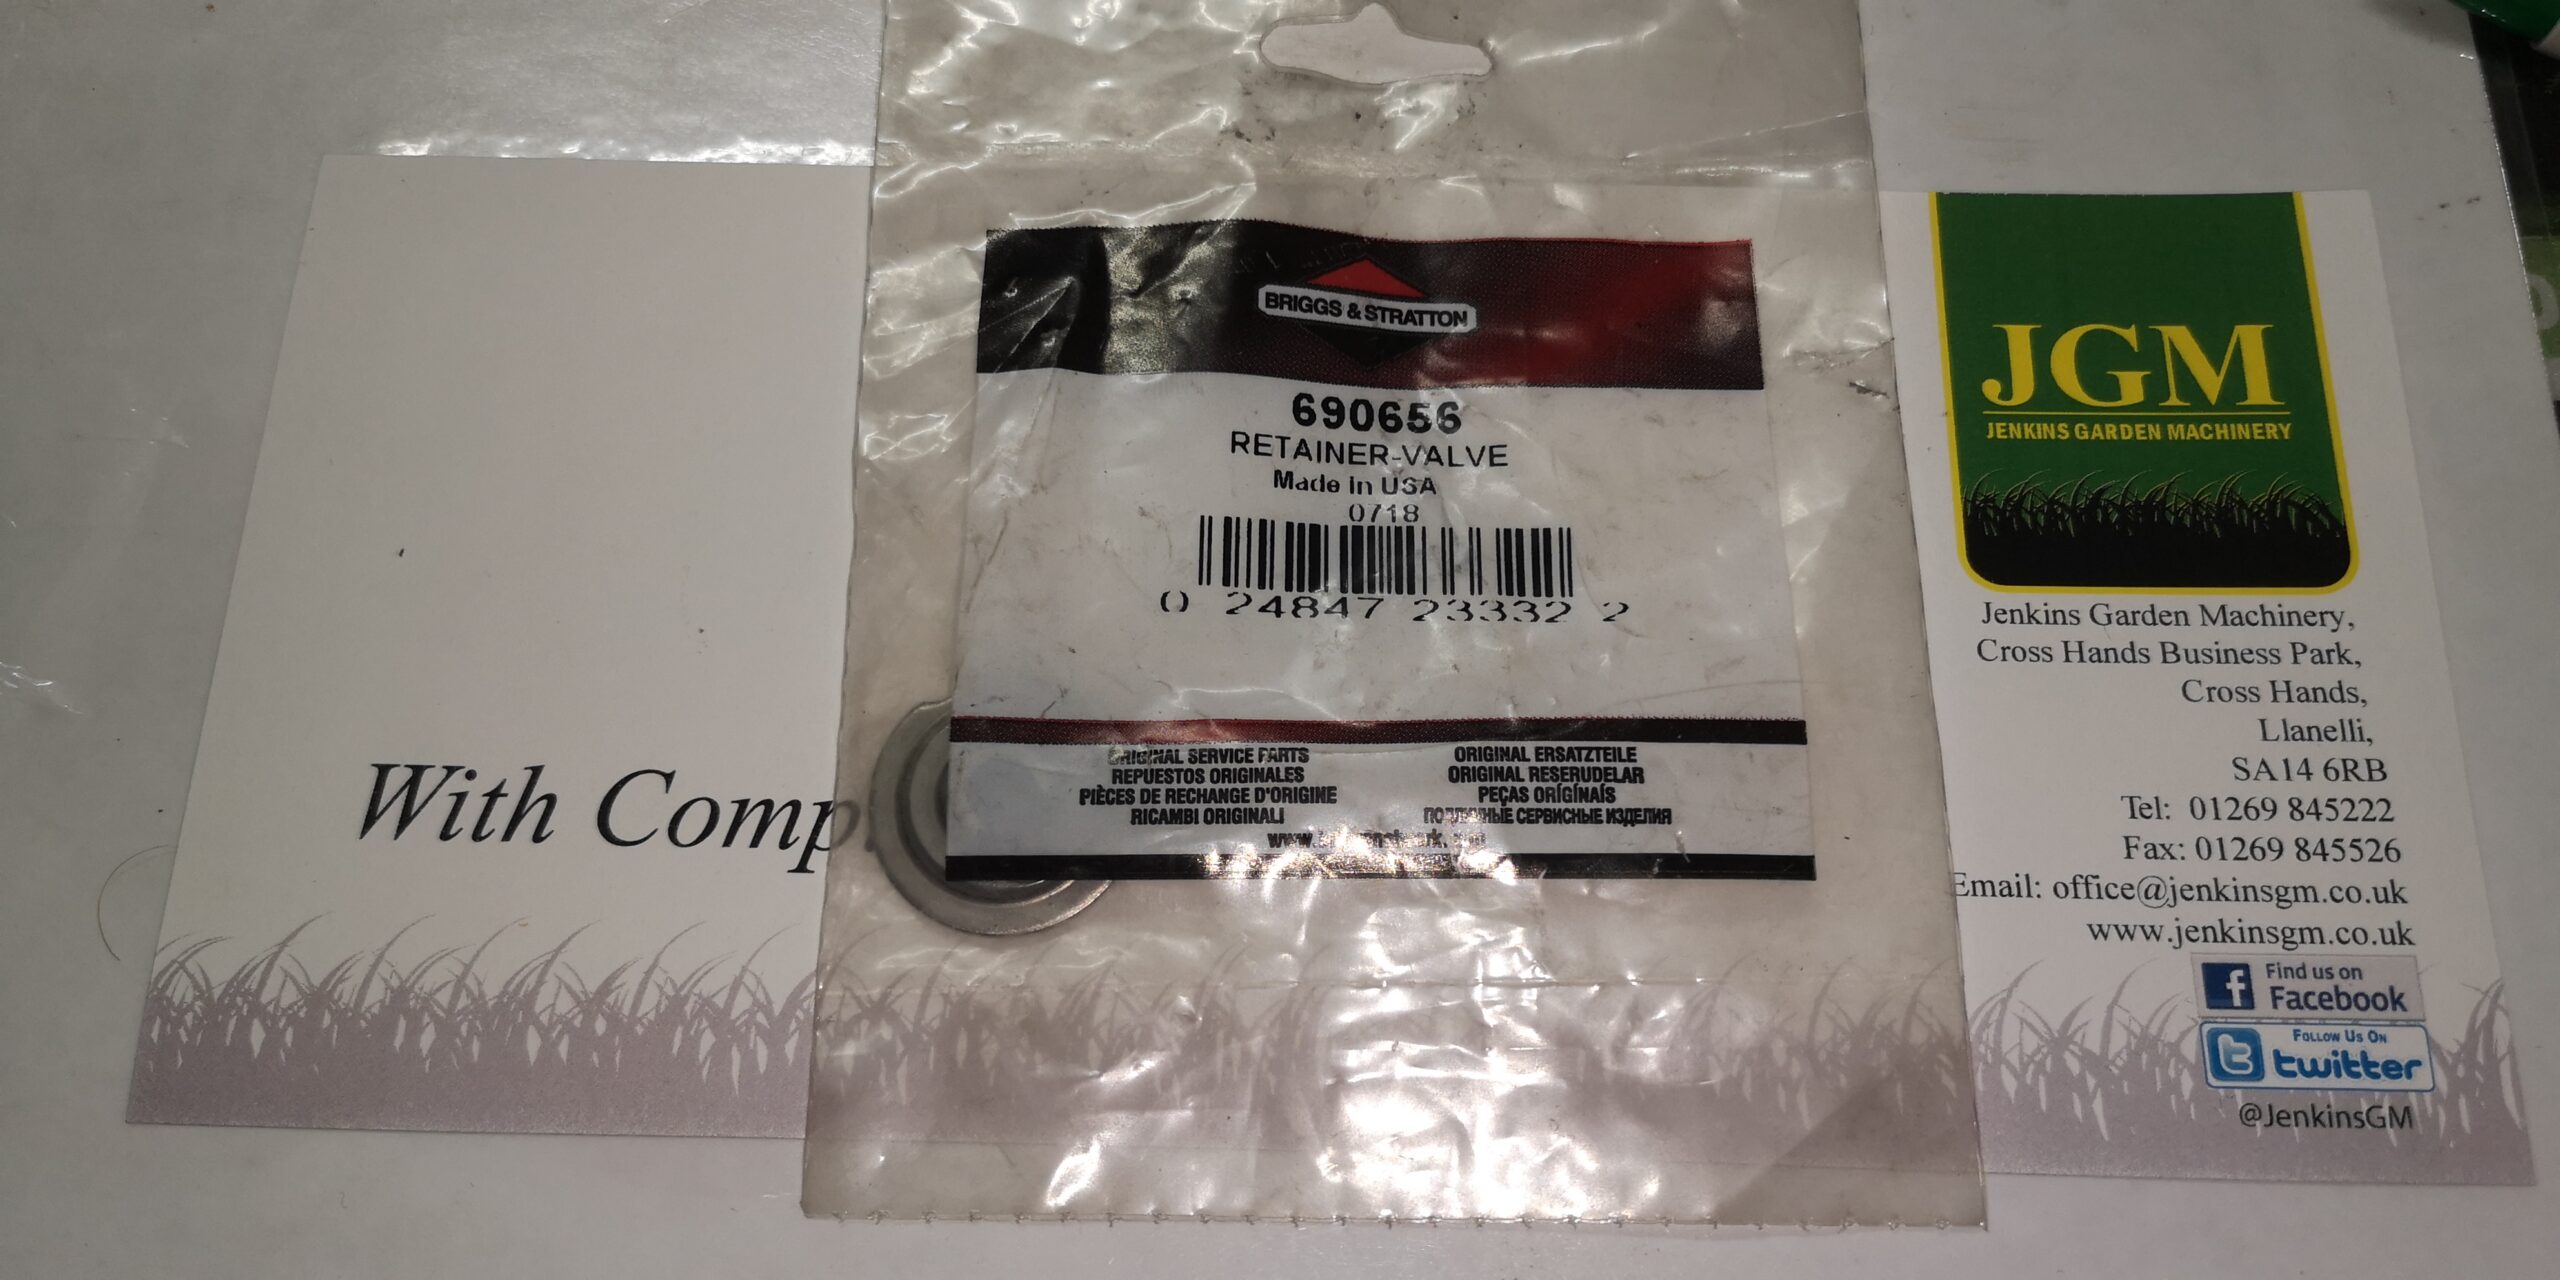 With Comp
BRIGGS & STRATTON
690656
RETAINER-VALVE
Made in USA
0718
0 24847 23332 2
ORIGINAL SERVICE PARTS
REPUESTOS ORIGINALES
PIÈCES DE RECHANGE D'ORIGINE
RICAMBI ORIGINALI
ORIGINAL ERSATZTEILE
ORIGINAL RESERUDELAR
PEÇAS ORIGINAIS
СЕРВИСНЫЕ ИЗДЕЛИЯ
JGM
JENKINS GARDEN MACHINERY
Jenkins Garden Machinery,
Cross Hands Business Park,
Cross Hands,
Llanelli,
SA14 6RB
Tel: 01269 845222
Fax: 01269 845526
Email: office@jenkinsgm.co.uk
www.jenkinsgm.co.uk
f Find us on
Facebook
FOLLOW US ON
t twitter
@JenkinsGM